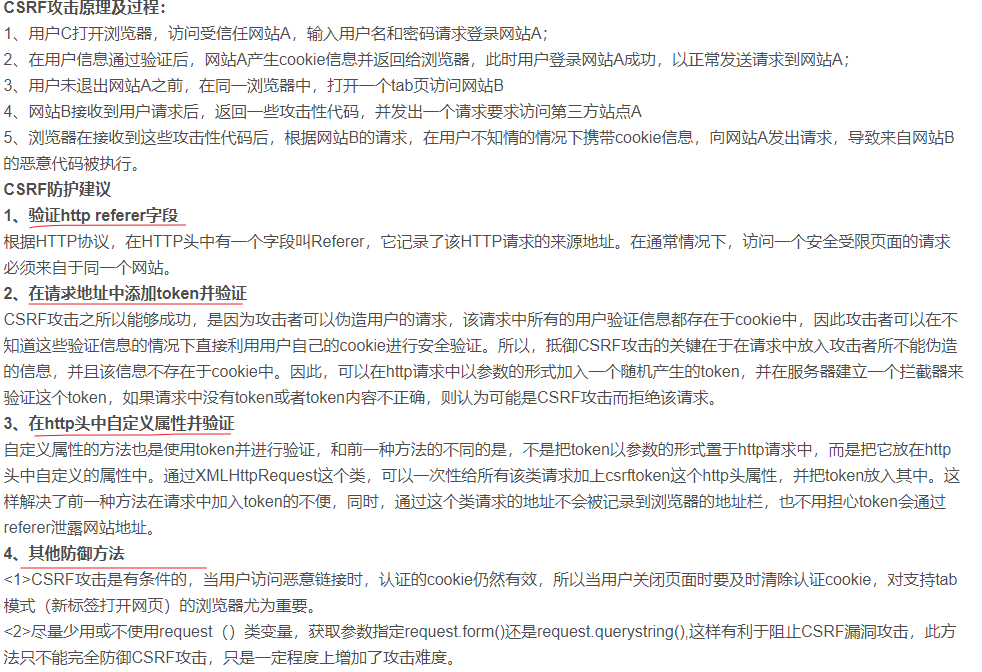 CSRF攻击原理及过程：
1、用户C打开浏览器，访问受信任网站A，输入用户名和密码请求登录网站A；
2、在用户信息通过验证后，网站A产生cookie信息并返回给浏览器，此时用户登录网站A成功，以正常发送请求到网站A；
3、用户未退出网站A之前，在同一浏览器中，打开一个tab页访问网站B
4、网站B接收到用户请求后，返回一些攻击性代码，并发出一个请求要求访问第三方站点A
5、浏览器在接收到这些攻击性代码后，根据网站B的请求，在用户不知情的情况下携带cookie信息，向网站A发出请求，导致来自网站B
的恶意代码被执行。
CSRF防护建议
1、验证http referer字段
根据HTTP协议，在HTTP头中有一个字段叫Referer，它记录了该HTTP请求的来源地址。在通常情况下，访问一个安全受限页面的请求
必须来自于同一个网站。
2、在请求地址中添加token并验证
CSRF攻击之所以能够成功，是因为攻击者可以伪造用户的请求，该请求中所有的用户验证信息都存在于cookie中，因此攻击者可以在不
知道这些验证信息的情况下直接利用用户自己的cookie进行安全验证。所以，抵御CSRF攻击的关键在于在请求中放入攻击者所不能伪造
的信息，并且该信息不存在于cookie中。因此，可以在http请求中以参数的形式加入一个随机产生的token，并在服务器建立一个拦截器来
验证这个token，如果请求中没有token或者token内容不正确，则认为可能是CSRF攻击而拒绝该请求。
3、在http头中自定义属性并验证
自定义属性的方法也是使用token并进行验证，和前一种方法的不同的是，不是把token以参数的形式置于http请求中，而是把它放在http
头中自定义的属性中。通过XMLHttpRequest这个类，可以一次性给所有该类请求加上csrftoken这个http头属性，并把token放入其中。这
样解决了前一种方法在请求中加入token的不便，同时，通过这个类请求的地址不会被记录到浏览器的地址栏，也不用担心token会通过
referer泄露网站地址。
4、其他防御方法
<1>CSRF攻击是有条件的，当用户访问恶意链接时，认证的cookie仍然有效，所以当用户关闭页面时要及时清除认证cookie，对支持tab
模式（新标签打开网页）的浏览器尤为重要。
<2>尽量少用或不使用request（）类变量，获取参数指定request.form()还是request.querystring(),这样有利于阻止CSRF漏洞攻击，此方
法只不能完全防御CSRF攻击，只是一定程度上增加了攻击难度。